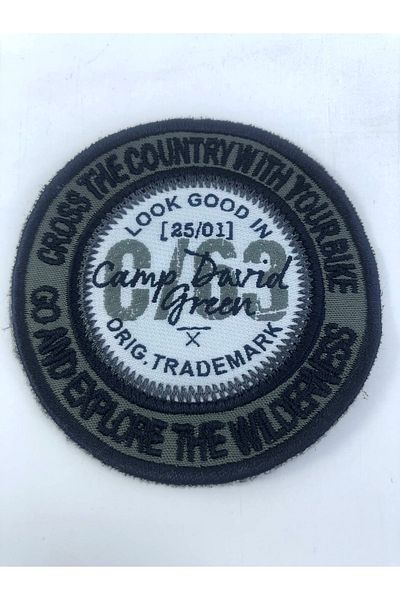 CROSS THE COUNTRY WITH YOUR BIKE
GO AND EXPLORE THE WILDERNESS
LOOK GOOD IN
[25/01]
C/63
Camp David
Green
ORIG. TRADEMARK